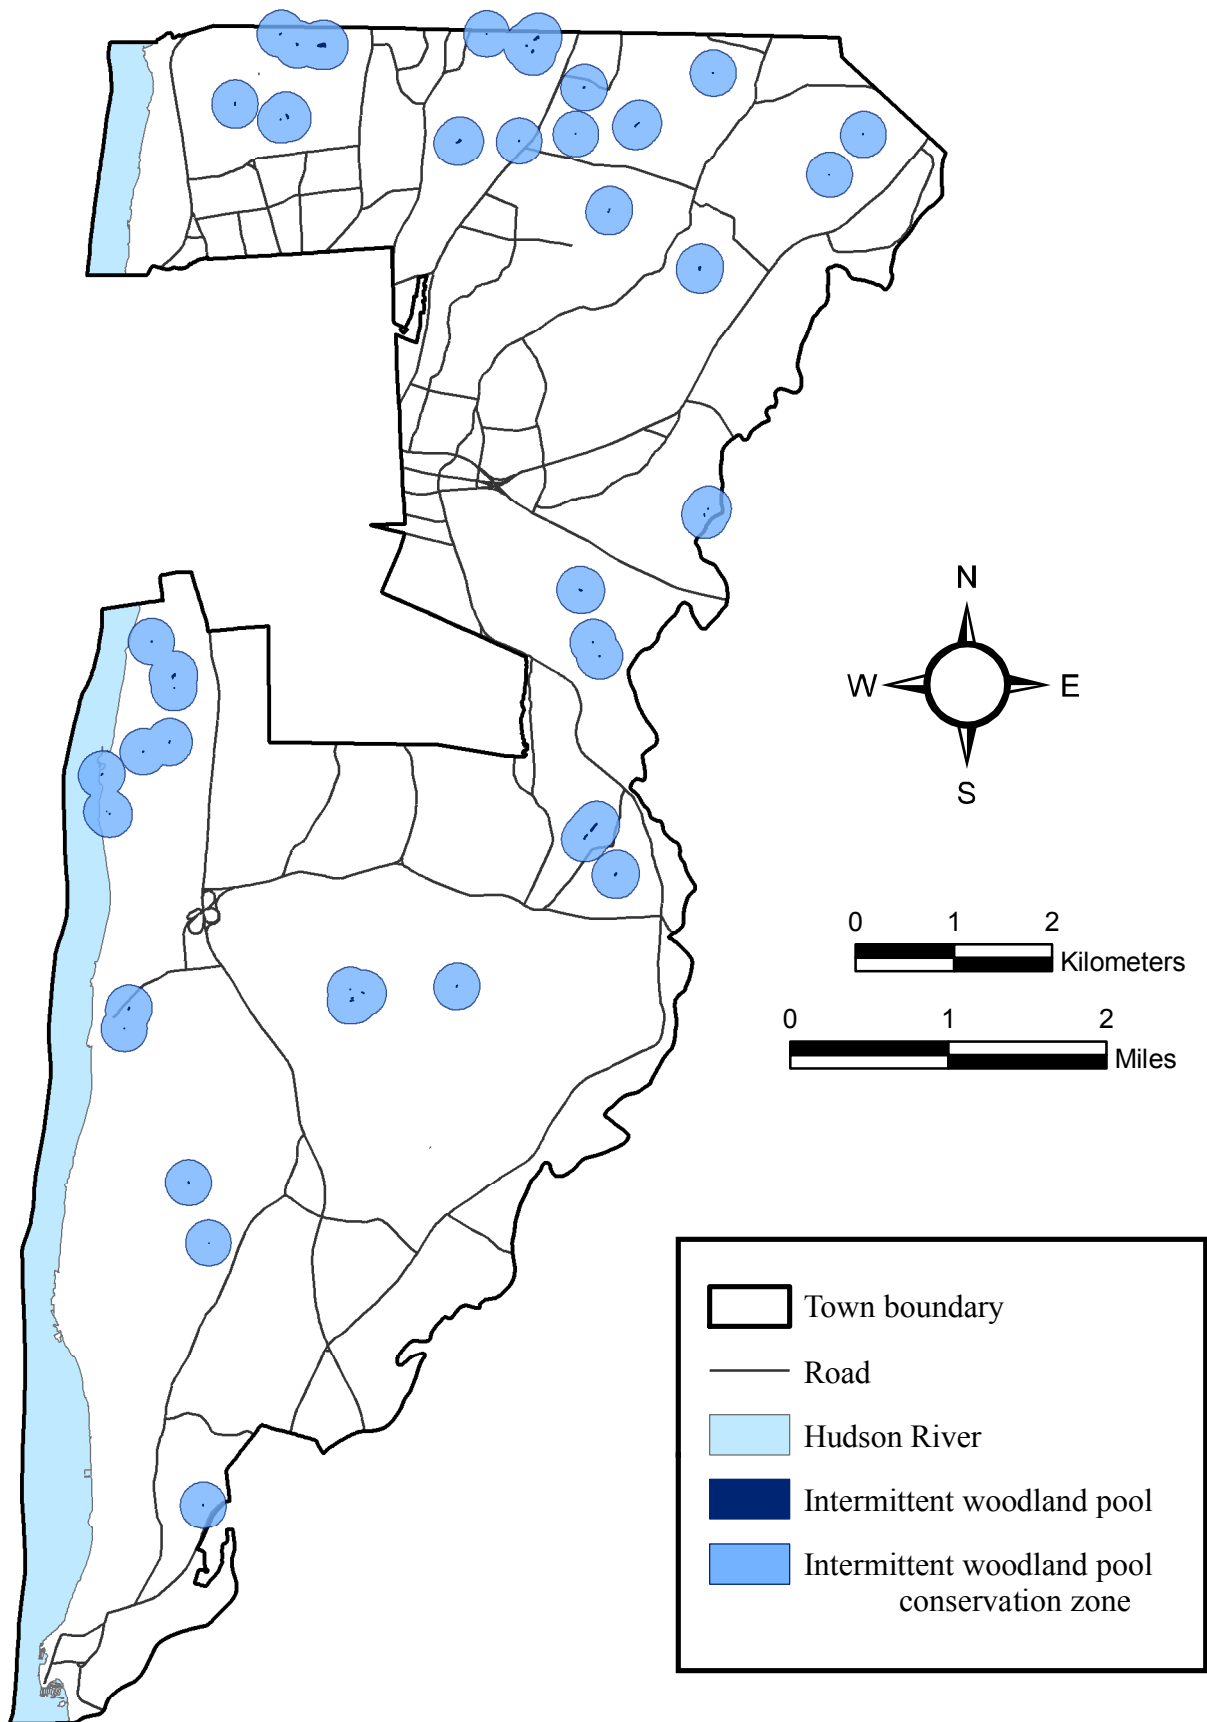 N
W E
S
0 1 2
Kilometers
0 1 2
Miles
Town boundary
Road
Hudson River
Intermittent woodland pool
Intermittent woodland pool
conservation zone